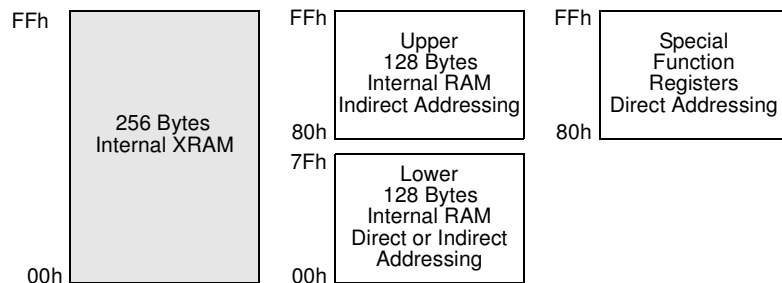 FFh
256 Bytes
Internal XRAM
00h
FFh
Upper
128 Bytes
Internal RAM
Indirect Addressing
80h
7Fh
Lower
128 Bytes
Internal RAM
Direct or Indirect
Addressing
00h
FFh
Special
Function
Registers
Direct Addressing
80h